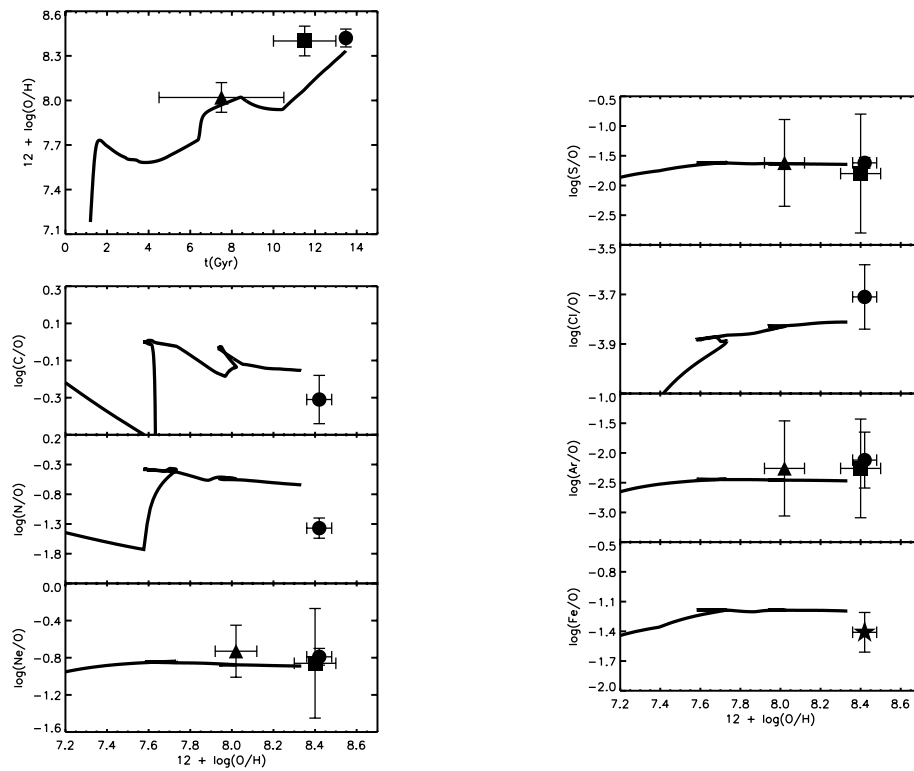 8.6
8.3
8.0
7.7
7.4
7.1
12 + log(O/H)
0 2 4 6 8 10 12 14
t(Gyr)
0.3
0.1
-0.1
-0.3
log(C/O)
0.2
-0.3
-0.8
-1.3
-1.8
log(N/O)
0.0
-0.4
-0.8
-1.2
-1.6
log(Ne/O)
7.2 7.4 7.6 7.8 8.0 8.2 8.4 8.6
12 + log(O/H)
-0.5
-1.0
-1.5
-2.0
-2.5
log(S/O)
-3.5
-3.7
-3.9
log(Cl/O)
-1.0
-1.5
-2.0
-2.5
-3.0
log(Ar/O)
-0.5
-0.8
-1.1
-1.4
-1.6
-2.0
log(Fe/O)
7.2 7.4 7.6 7.8 8.0 8.2 8.4 8.6
12 + log(O/H)